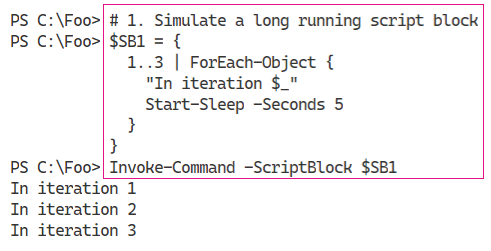 PS C:\Foo> # 1. Simulate a long running script block
PS C:\Foo> $SB1 = {
  1..3 | ForEach-Object {
    "In iteration $_"
    Start-Sleep -Seconds 5
  }
}
PS C:\Foo> Invoke-Command -ScriptBlock $SB1
In iteration 1
In iteration 2
In iteration 3